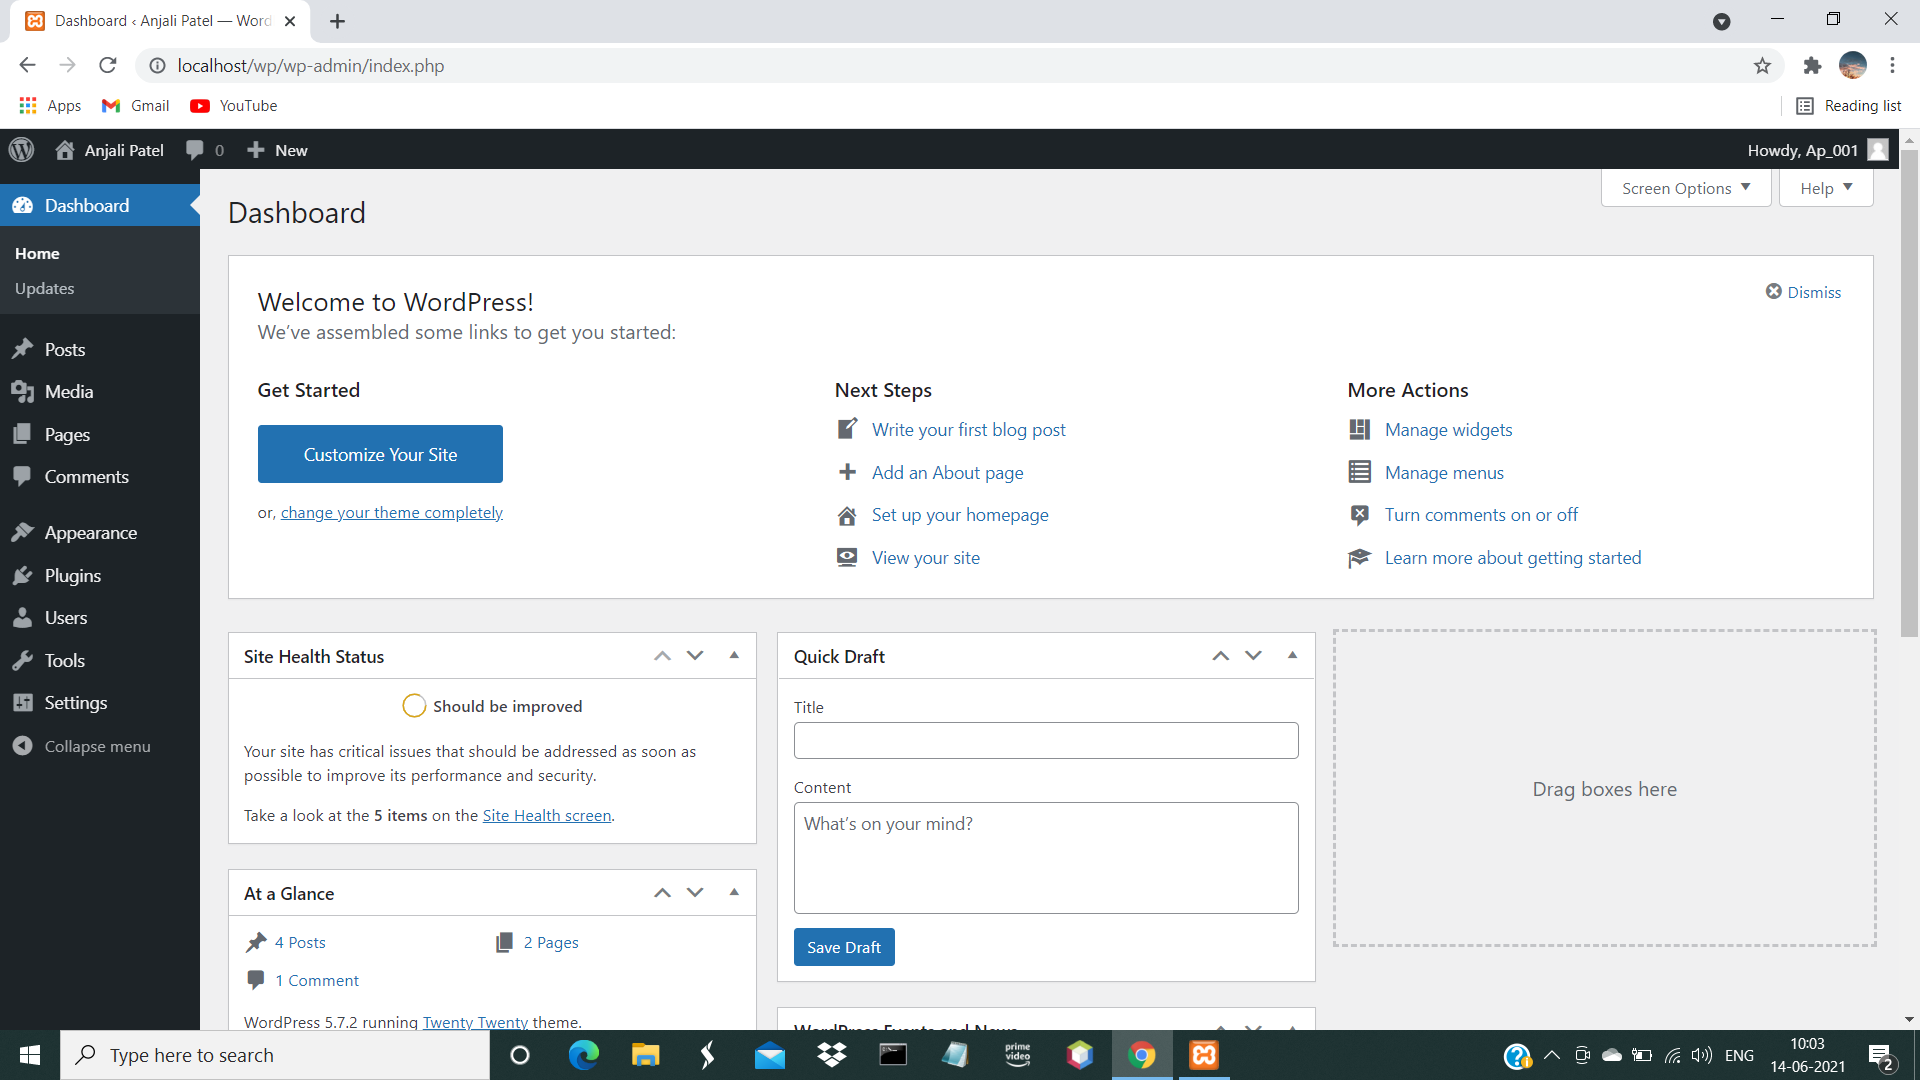 Dashboard ‹ Anjali Patel — Word
localhost/wp/wp-admin/index.php
Apps
Gmail
YouTube
Reading list
Anjali Patel
0
New
Howdy, Ap_001
Screen Options
Help
Dashboard
Home
Updates
Posts
Media
Pages
Comments
Appearance
Plugins
Users
Tools
Settings
Collapse menu
Dashboard
Welcome to WordPress!
We’ve assembled some links to get you started:
Dismiss
Get Started
Customize Your Site
or, change your theme completely
Next Steps
Write your first blog post
Add an About page
Set up your homepage
View your site
More Actions
Manage widgets
Manage menus
Turn comments on or off
Learn more about getting started
Site Health Status
Should be improved
Your site has critical issues that should be addressed as soon as
possible to improve its performance and security.
Take a look at the 5 items on the Site Health screen.
At a Glance
4 Posts
2 Pages
1 Comment
WordPress 5.7.2 running Twenty Twenty theme.
Quick Draft
Title
Content
What’s on your mind?
Save Draft
WordPress Events and News
Drag boxes here
Type here to search
prime
video
ENG
10:03
14-06-2021
2